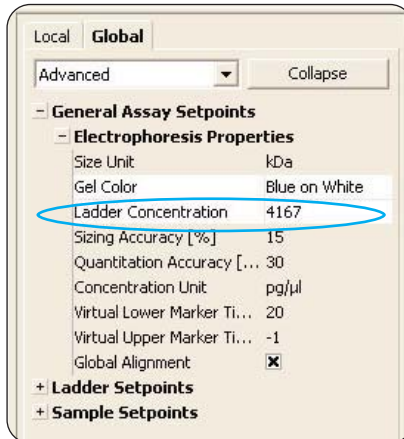 Local Global
Advanced Collapse
General Assay Setpoints
Electrophoresis Properties
Size Unit kDa
Gel Color Blue on White
Ladder Concentration 4167
Sizing Accuracy [%] 15
Quantitation Accuracy [... 30
Concentration Unit pg/µl
Virtual Lower Marker Ti... 20
Virtual Upper Marker Ti... -1
Global Alignment
Ladder Setpoints
Sample Setpoints